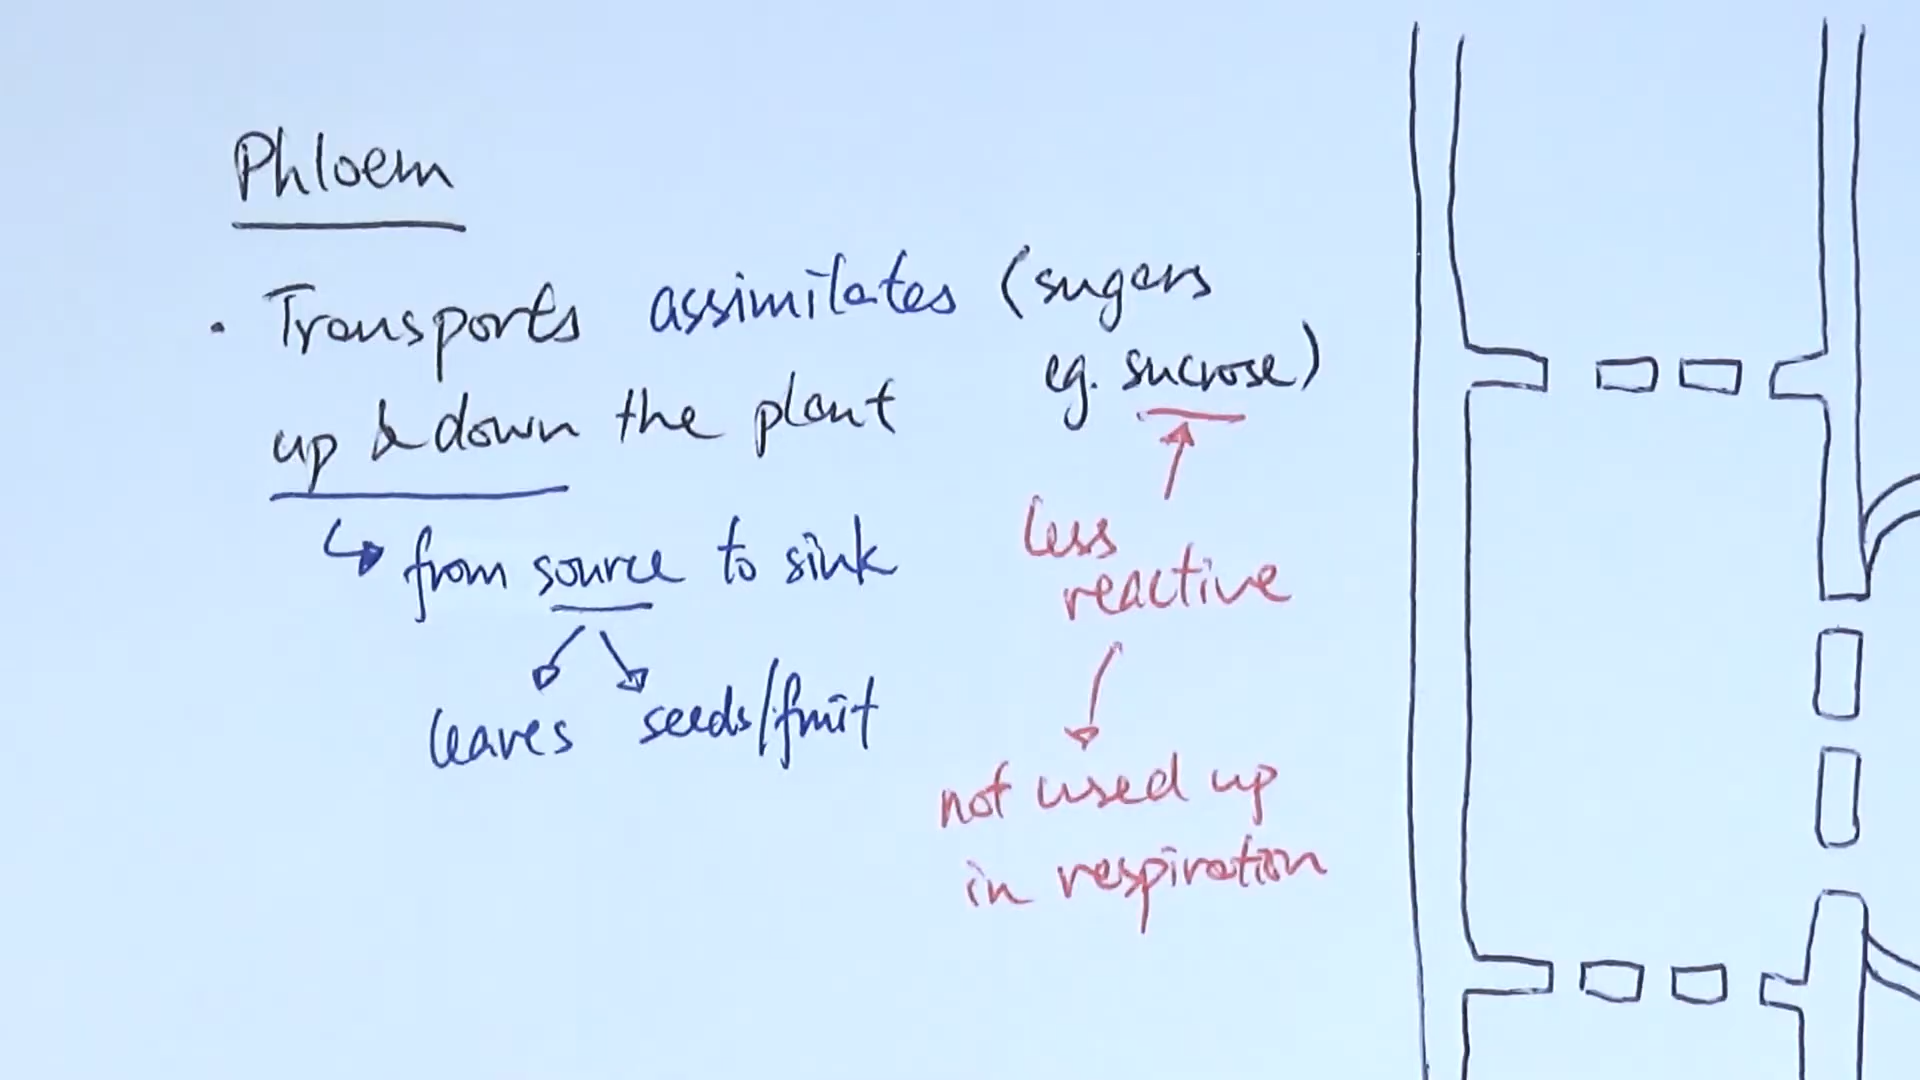 Phloem
• Transports assimilates (sugars
eg. sucrose)
up & down the plant
↳ from source to sink
less
reactive
leaves seeds/fruit
not used up
in respiration